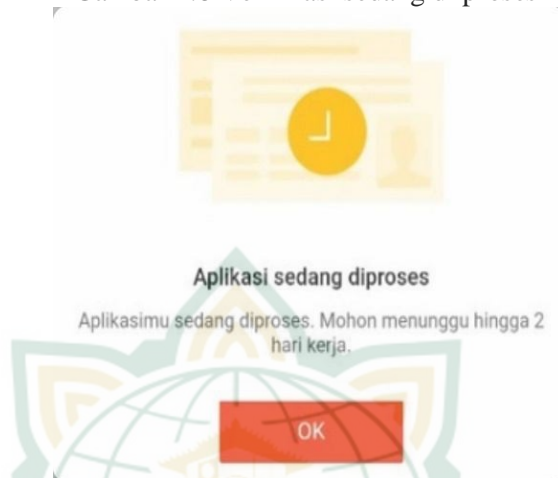 Aplikasi sedang diproses
Aplikasimu sedang diproses. Mohon menunggu hingga 2
hari kerja.
OK